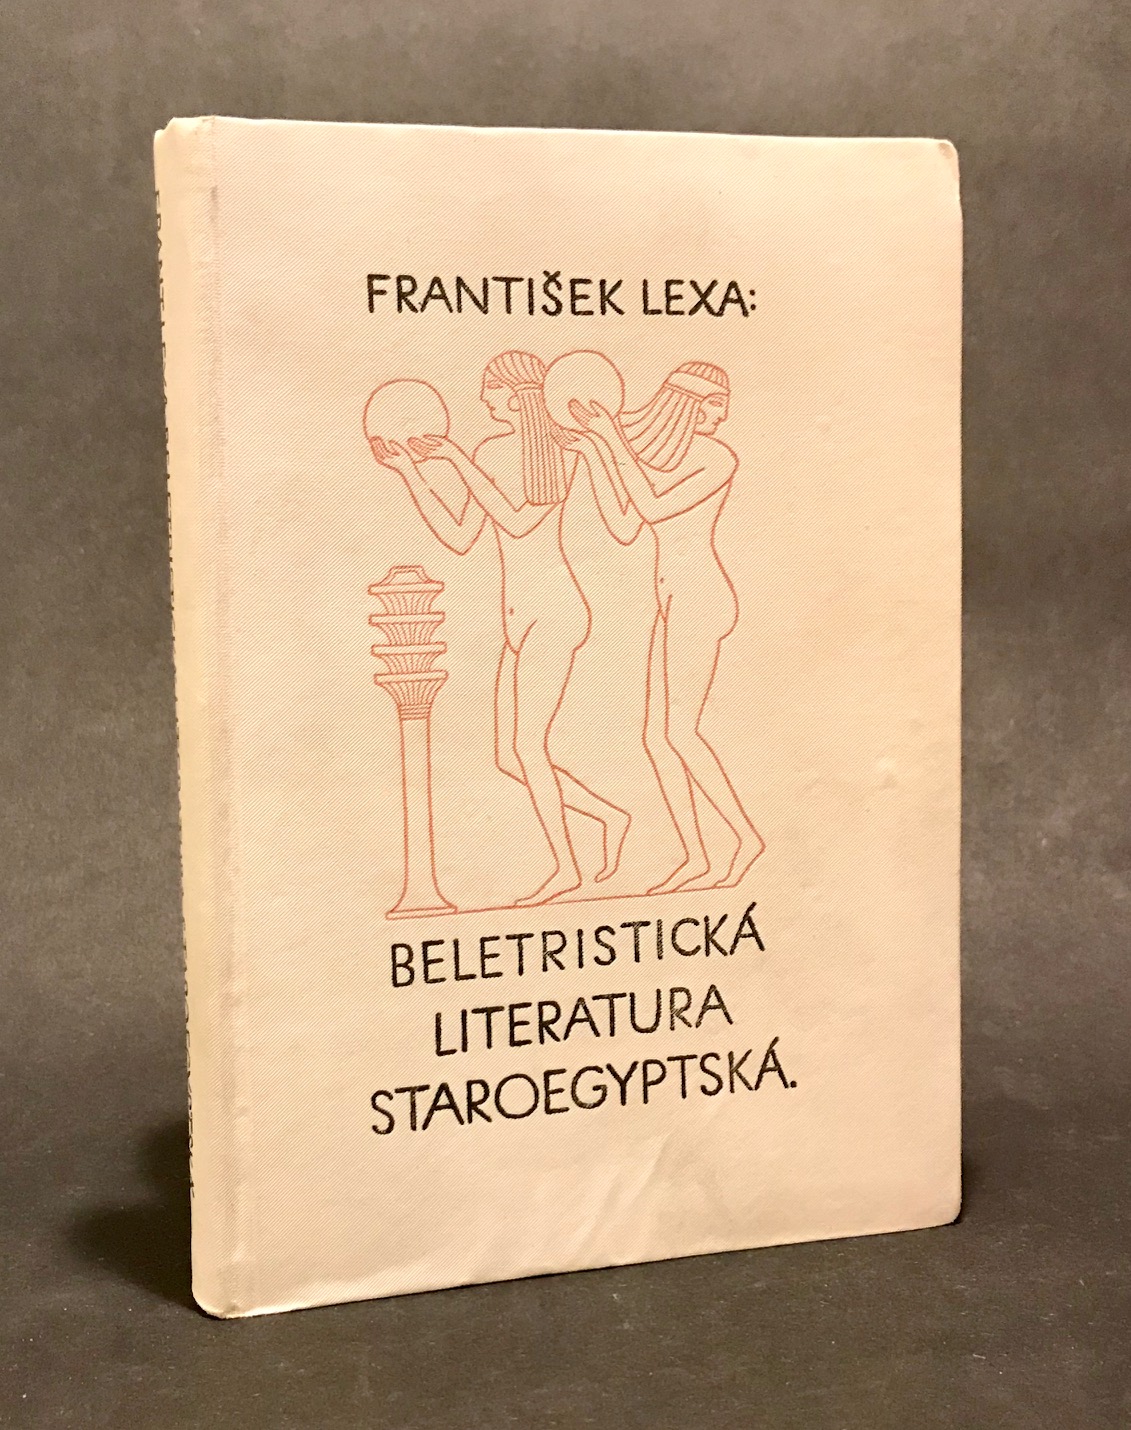 FRANTIŠEK LEXA:
BELETRISTICKÁ
LITERATURA
STAROEGYPTSKÁ.